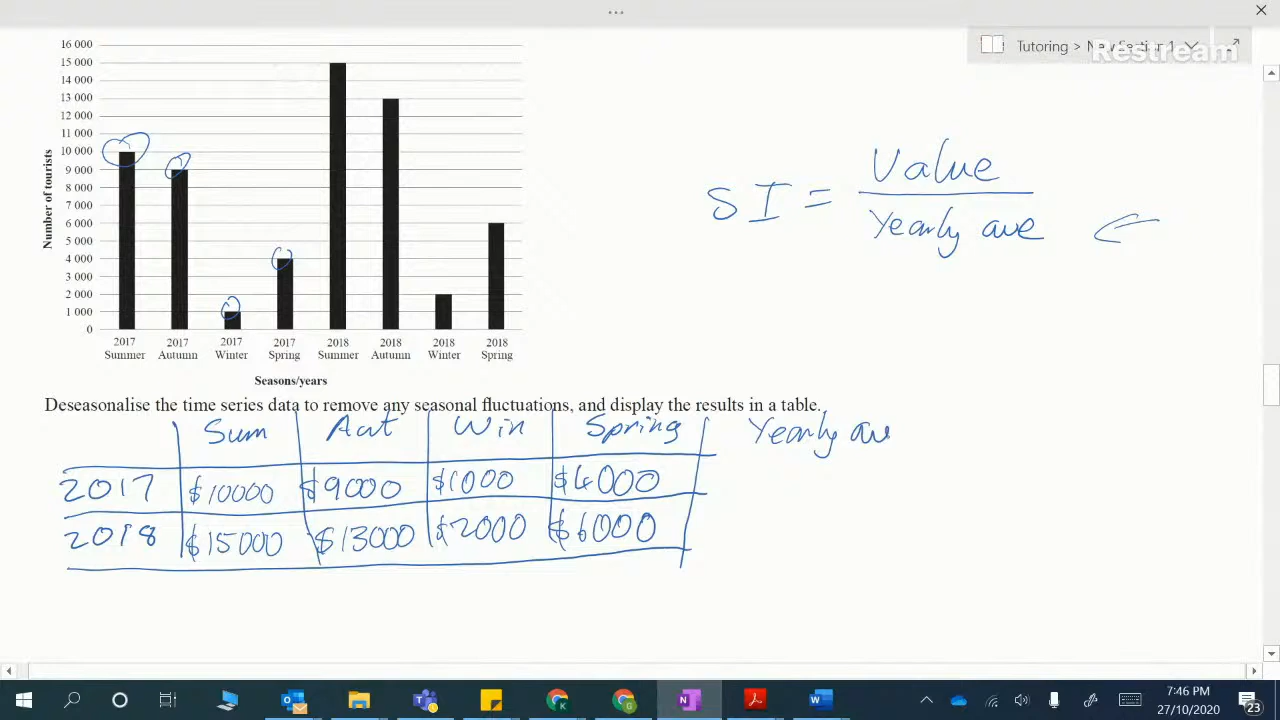 Tutoring > New Section 1
Restream
16 000
15 000
14 000
13 000
12 000
11 000
10 000
9 000
8 000
7 000
6 000
5 000
4 000
3 000
2 000
1 000
0
Number of tourists
2017 Summer
2017 Autumn
2017 Winter
2017 Spring
2018 Summer
2018 Autumn
2018 Winter
2018 Spring
Seasons/years
SI = Value / Yearly ave
Deseasonalise the time series data to remove any seasonal fluctuations, and display the results in a table.
Sum Aut Win Spring Yearly av
2017 $10000 $9000 $1000 $4000
2018 $15000 $13000 $2000 $6000
7:46 PM
27/10/2020
23